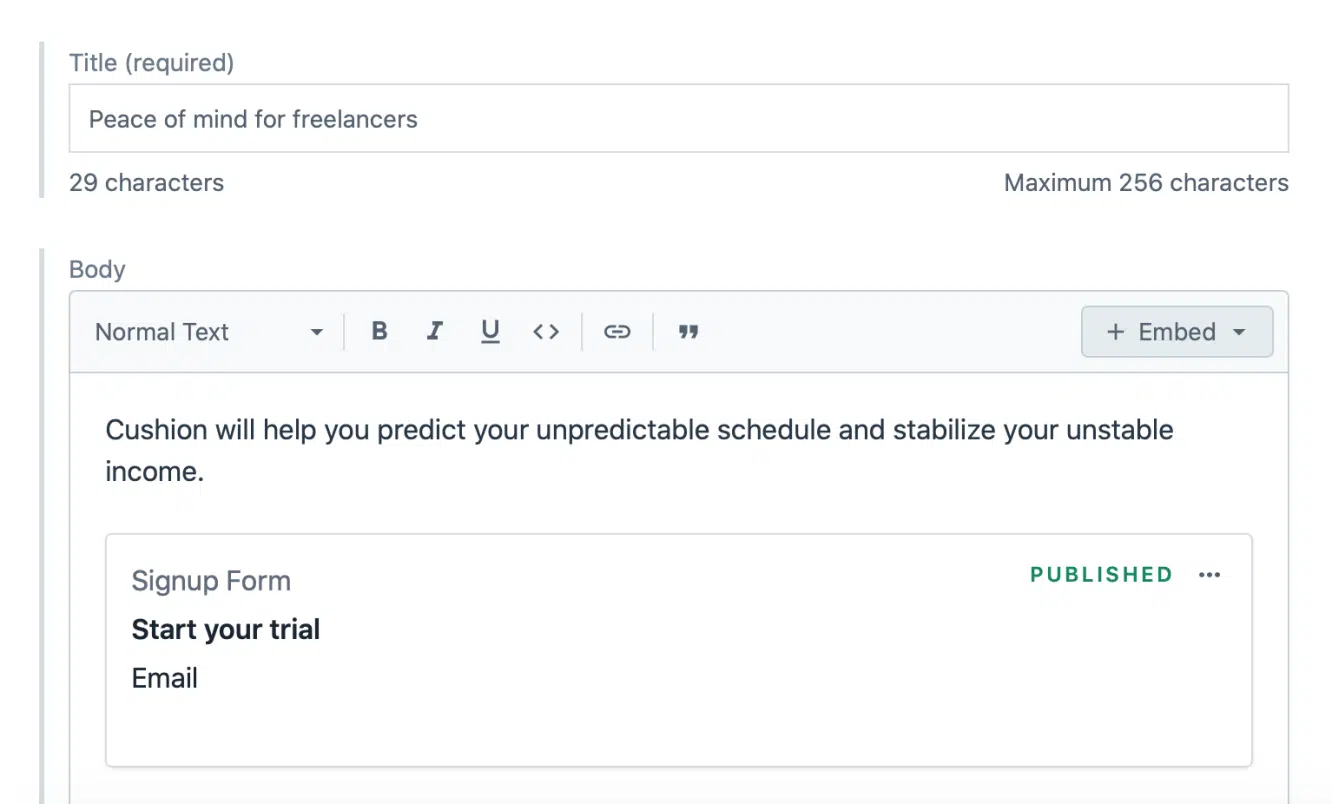 Title (required)
Peace of mind for freelancers
29 characters
Maximum 256 characters
Body
Normal Text
B I U <> ”
+ Embed
Cushion will help you predict your unpredictable schedule and stabilize your unstable
income.
Signup Form
PUBLISHED
Start your trial
Email